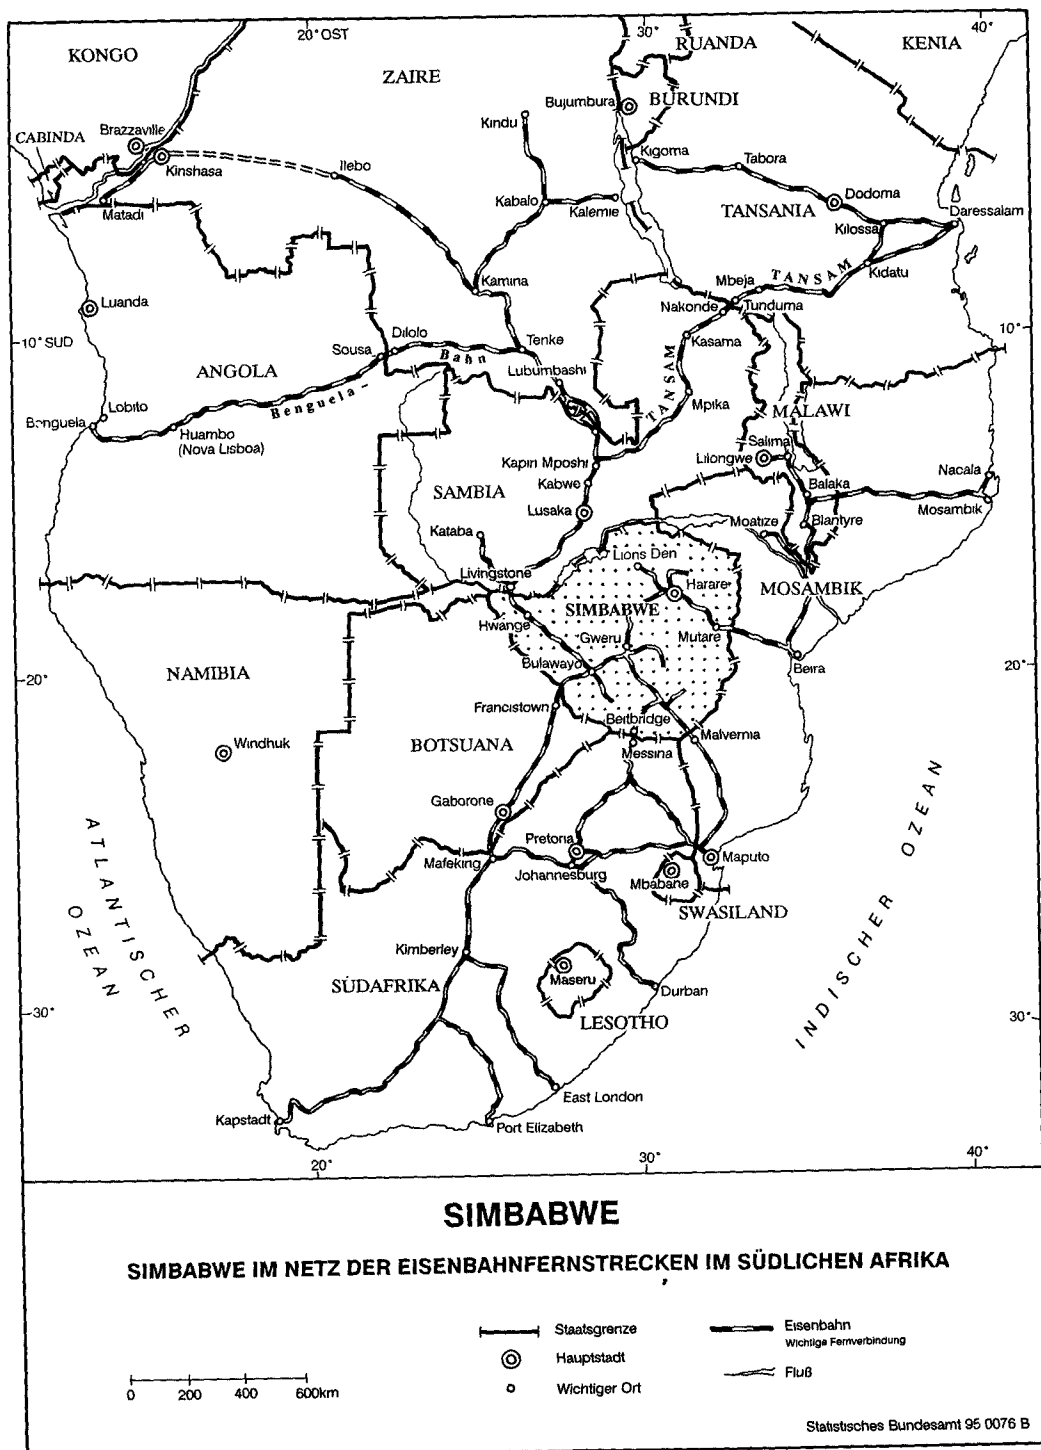 20° OST
30°
40°
KONGO
ZAIRE
RUANDA
KENIA
Bujumbura
BURUNDI
Kindu
CABINDA
Brazzaville
Kinshasa
Ilebo
Kigoma
Tabora
Matadi
Kabalo
Kalemie
Dodoma
TANSANIA
Daressalam
Kilossa
Kamina
Mbeja
TANSAM
Kidatu
Luanda
Nakonde
Tunduma
10° SUD
Dilolo
Tenke
Kasama
10°
Sousa
Bahn
Lubumbashi
ANGOLA
Benguela-
TANSAM
Mpika
MALAWI
Lobito
Benguela
Huambo
(Nova Lisboa)
Salima
Lilongwe
Kapiri Mposhi
Nacala
SAMBIA
Kabwe
Balaka
Lusaka
Mosambik
Kataba
Moatize
Blantyre
Lions Den
Livingstone
Harare
MOSAMBIK
SIMBABWE
Hwange
Gweru
Mutare
NAMIBIA
Bulawayo
Beira
20°
20°
Francistown
Beitbridge
Windhuk
BOTSUANA
Malvernia
Messina
Gaborone
Pretoria
Mafeking
Johannesburg
Maputo
Mbabane
SWASILAND
ATLANTISCHER
OZEAN
INDISCHER OZEAN
Kimberley
SÜDAFRIKA
Maseru
Durban
LESOTHO
30°
30°
East London
Kapstadt
Port Elizabeth
20°
30°
40°
SIMBABWE
SIMBABWE IM NETZ DER EISENBAHNFERNSTRECKEN IM SÜDLICHEN AFRIKA
Staatsgrenze
Hauptstadt
Wichtiger Ort
Eisenbahn
Wichtige Fernverbindung
Fluß
0 200 400 600km
Statistisches Bundesamt 95 0076 B